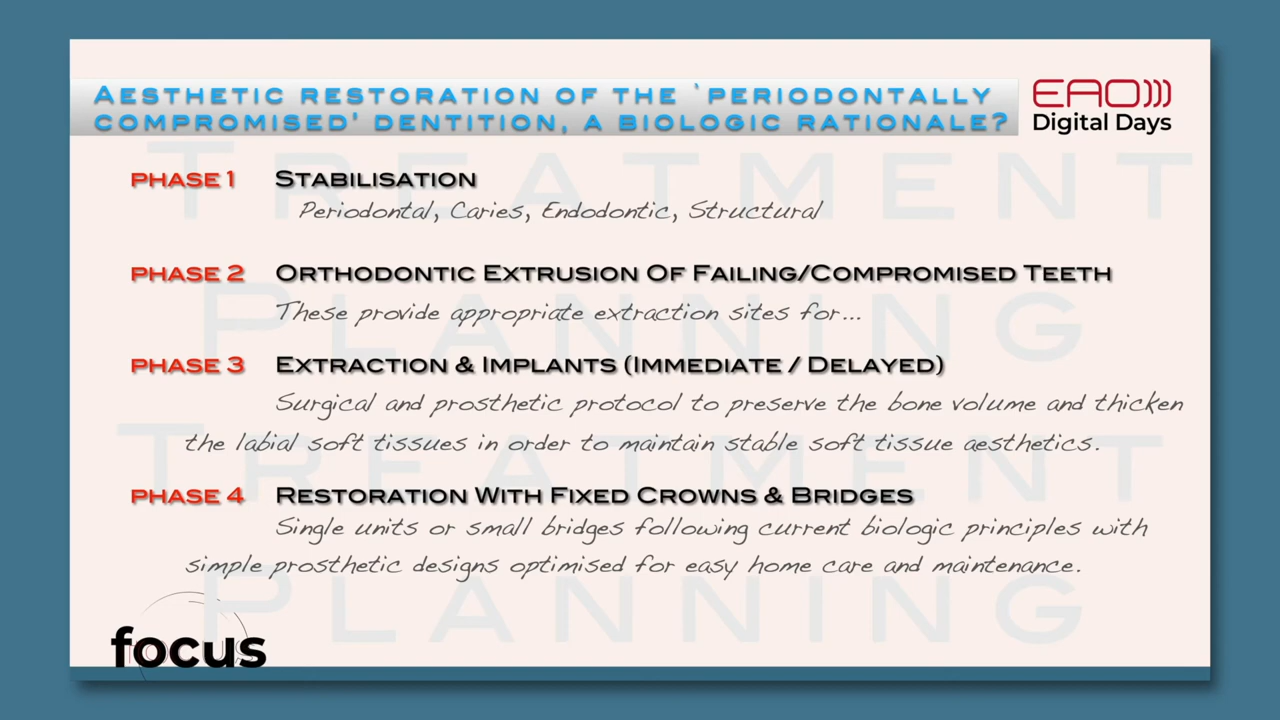 AESTHETIC RESTORATION OF THE `PERIODONTALLY
COMPROMISED' DENTITION, A BIOLOGIC RATIONALE?
EAO)))
Digital Days
TREATMENT
PHASE 1 STABILISATION
Periodontal, Caries, Endodontic, Structural
PLANNING
PHASE 2 ORTHODONTIC EXTRUSION OF FAILING/COMPROMISED TEETH
These provide appropriate extraction sites for...
PHASE 3 EXTRACTION & IMPLANTS (IMMEDIATE / DELAYED)
Surgical and prosthetic protocol to preserve the bone volume and thicken
the labial soft tissues in order to maintain stable soft tissue aesthetics.
TREATMENT
PHASE 4 RESTORATION WITH FIXED CROWNS & BRIDGES
Single units or small bridges following current biologic principles with
simple prosthetic designs optimised for easy home care and maintenance.
PLANNING
focus